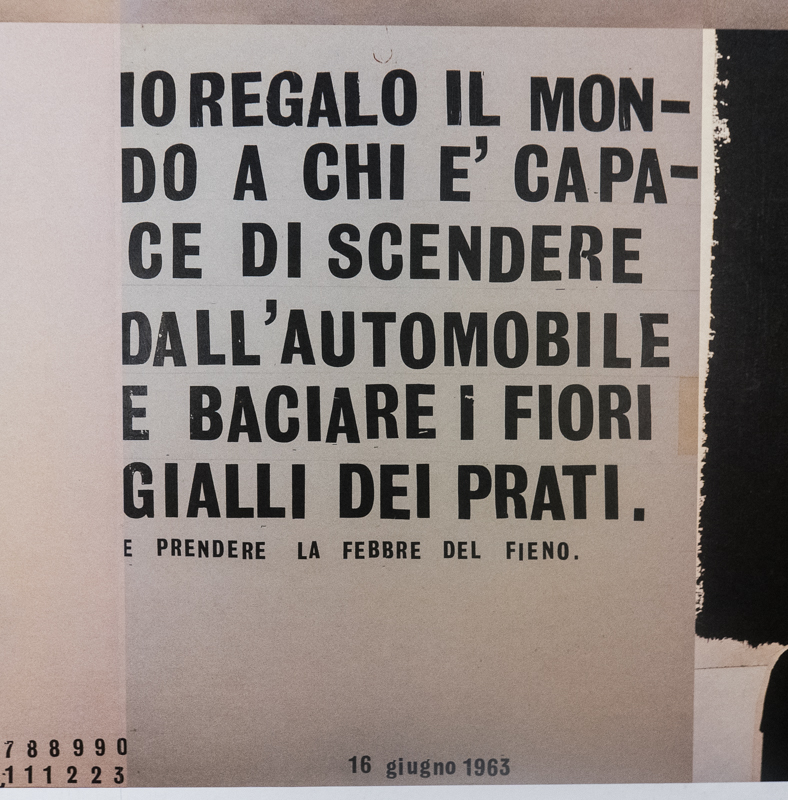 IO REGALO IL MON-
DO A CHI E' CAPA-
CE DI SCENDERE
DALL'AUTOMOBILE
E BACIARE I FIORI
GIALLI DEI PRATI.
E PRENDERE LA FEBBRE DEL FIENO.
7 8 8 9 9 0
1 1 1 2 2 3
16 giugno 1963